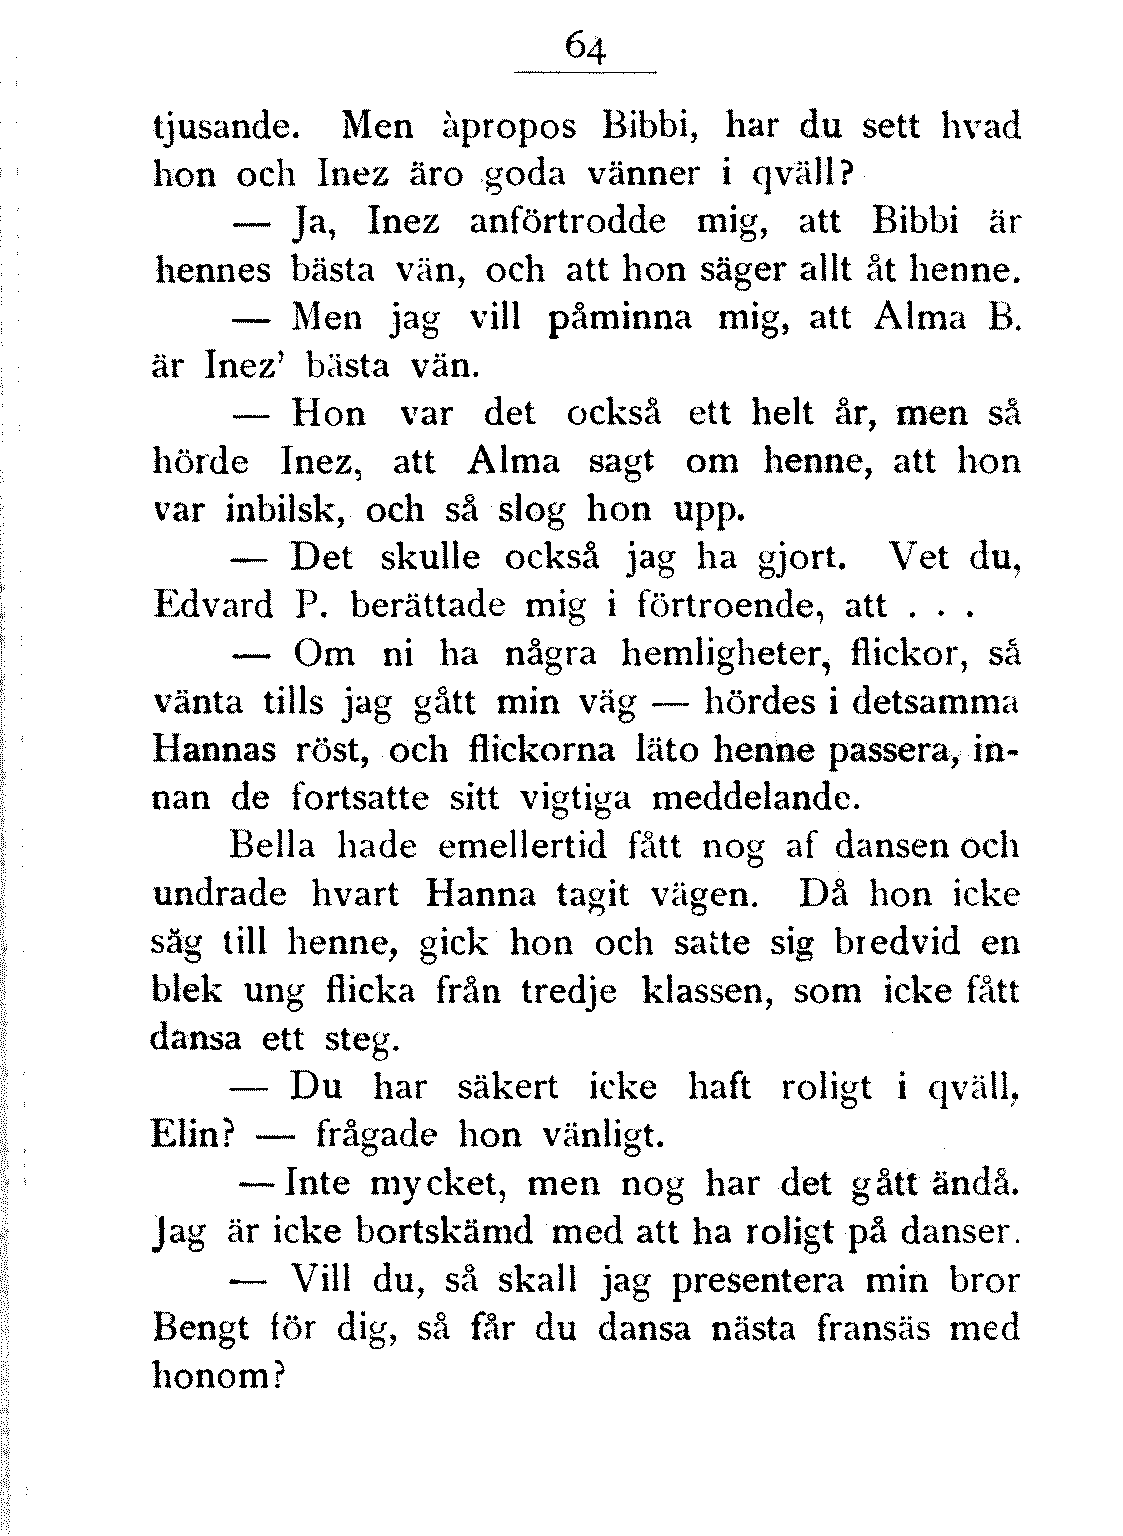 64
tjusande. Men àpropos Bibbi, har du sett hvad
hon och Inez äro goda vänner i qväll?
— Ja, Inez anförtrodde mig, att Bibbi är
hennes bästa vän, och att hon säger allt åt henne.
— Men jag vill påminna mig, att Alma B.
är Inez' bästa vän.
— Hon var det också ett helt år, men så
hörde Inez, att Alma sagt om henne, att hon
var inbilsk, och så slog hon upp.
— Det skulle också jag ha gjort. Vet du,
Edvard P. berättade mig i förtroende, att . . .
— Om ni ha några hemligheter, flickor, så
vänta tills jag gått min väg — hördes i detsamma
Hannas röst, och flickorna läto henne passera, in-
nan de fortsatte sitt vigtiga meddelande.
Bella hade emellertid fått nog af dansen och
undrade hvart Hanna tagit vägen. Då hon icke
såg till henne, gick hon och satte sig bredvid en
blek ung flicka från tredje klassen, som icke fått
dansa ett steg.
— Du har säkert icke haft roligt i qväll,
Elin? — frågade hon vänligt.
— Inte mycket, men nog har det gått ändå.
Jag är icke bortskämd med att ha roligt på danser.
— Vill du, så skall jag presentera min bror
Bengt för dig, så får du dansa nästa fransäs med
honom?